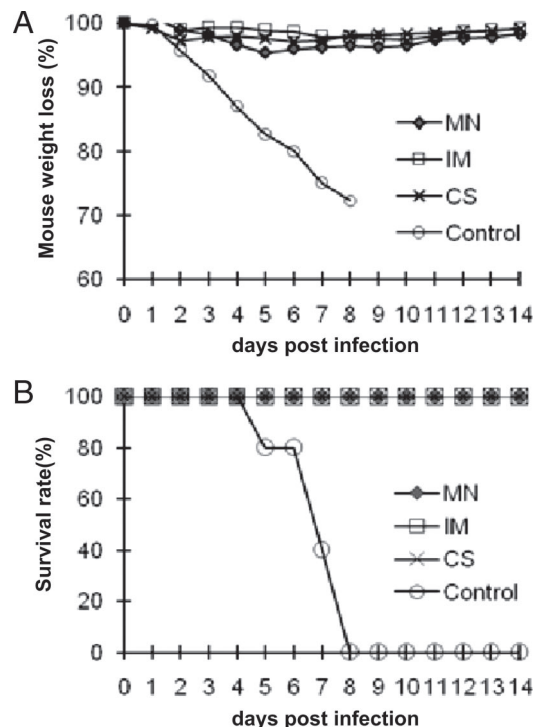 A
Mouse weight loss (%)
100
90
80
70
60
MN
IM
CS
Control
0 1 2 3 4 5 6 7 8 9 10 11 12 13 14
days post infection
B
Survival rate(%)
100
80
60
40
20
0
MN
IM
CS
Control
0 1 2 3 4 5 6 7 8 9 10 11 12 13 14
days post infection